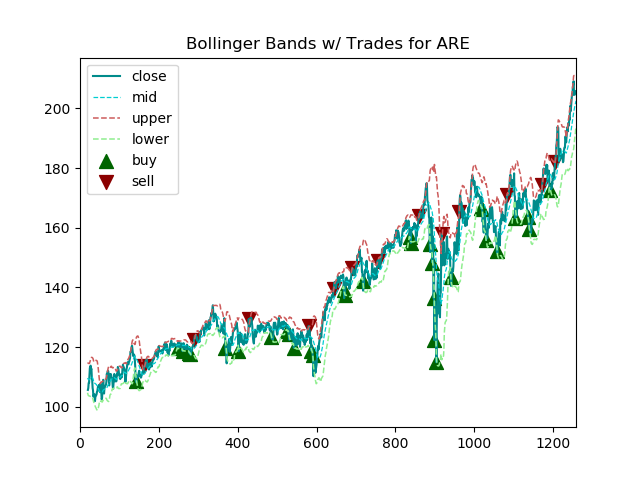 Bollinger Bands w/ Trades for ARE
close
mid
upper
lower
buy
sell
200
180
160
140
120
100
0 200 400 600 800 1000 1200